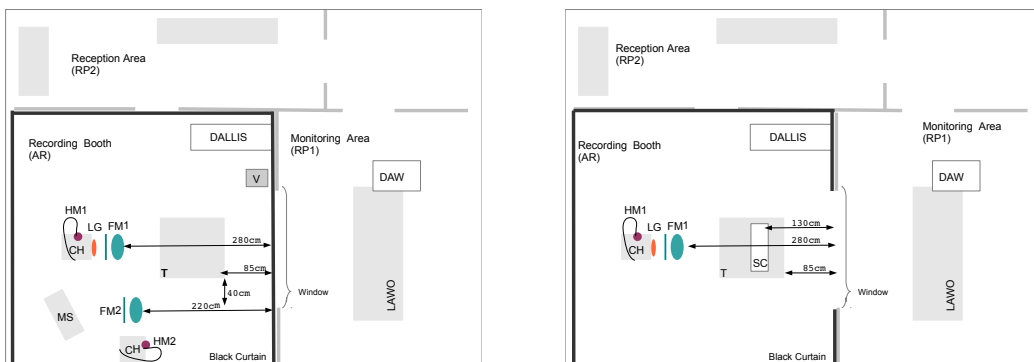 Reception Area
(RP2)
DALLIS
Recording Booth
(AR)
Monitoring Area
(RP1)
V
DAW
HM1
LG FM1
CH
280cm
T
85cm
40cm
Window
LAWO
MS
FM2
220cm
CH HM2
Black Curtain
Reception Area
(RP2)
DALLIS
Recording Booth
(AR)
Monitoring Area
(RP1)
DAW
HM1
LG FM1
CH
130cm
280cm
SC
T
85cm
Window
LAWO
Black Curtain